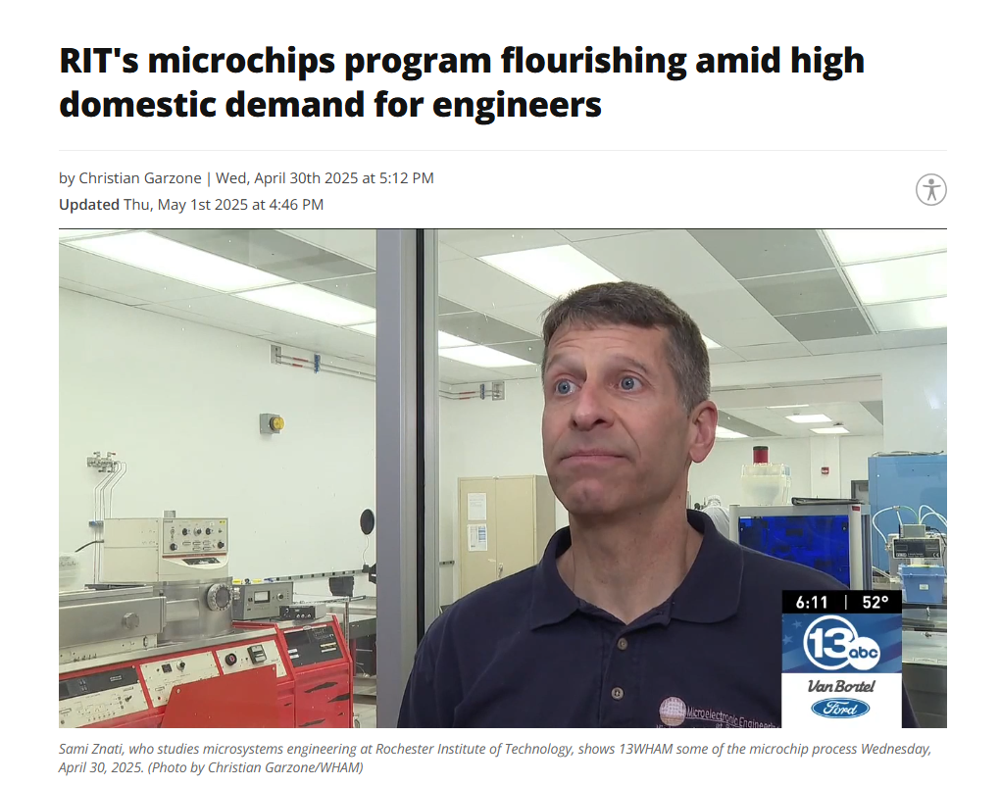 RIT's microchips program flourishing amid high
domestic demand for engineers
by Christian Garzone | Wed, April 30th 2025 at 5:12 PM
Updated Thu, May 1st 2025 at 4:46 PM
6:11 | 52°
13 abc
Van Bortel
Ford
Microelectronic Engineering
Sami Znati, who studies microsystems engineering at Rochester Institute of Technology, shows 13WHAM some of the microchip process Wednesday,
April 30, 2025. (Photo by Christian Garzone/WHAM)